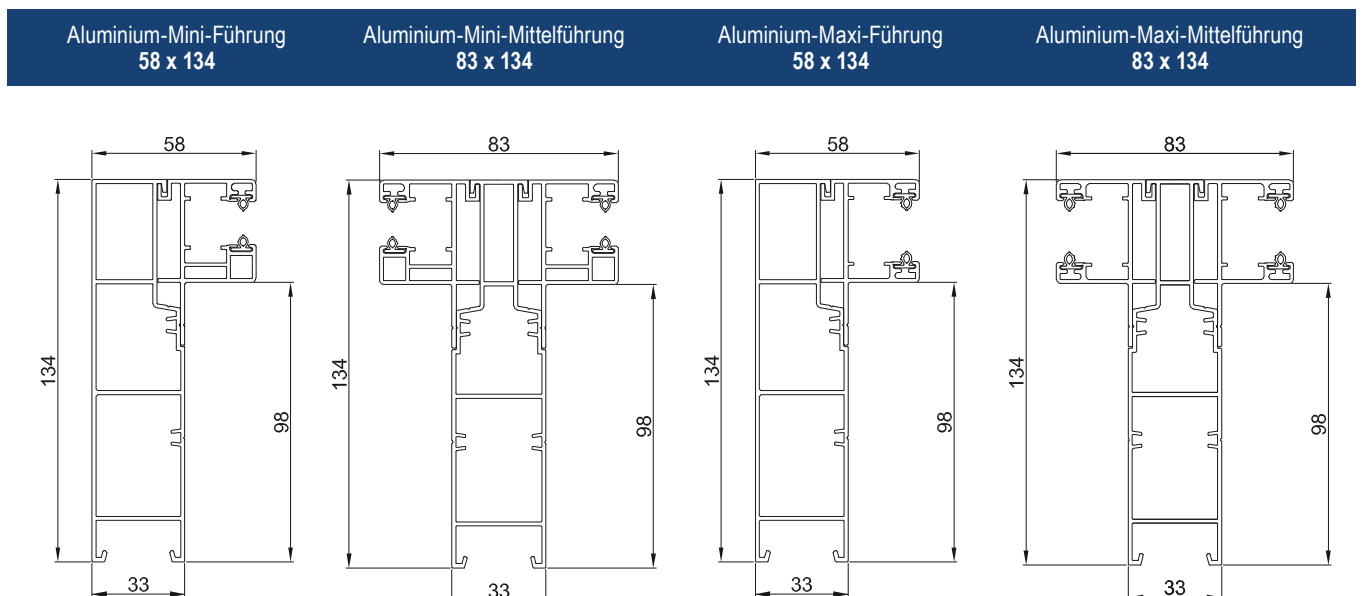 Aluminium-Mini-Führung
58 x 134
Aluminium-Mini-Mittelführung
83 x 134
Aluminium-Maxi-Führung
58 x 134
Aluminium-Maxi-Mittelführung
83 x 134
58
134
98
33
83
134
98
33
58
134
98
33
83
134
98
33